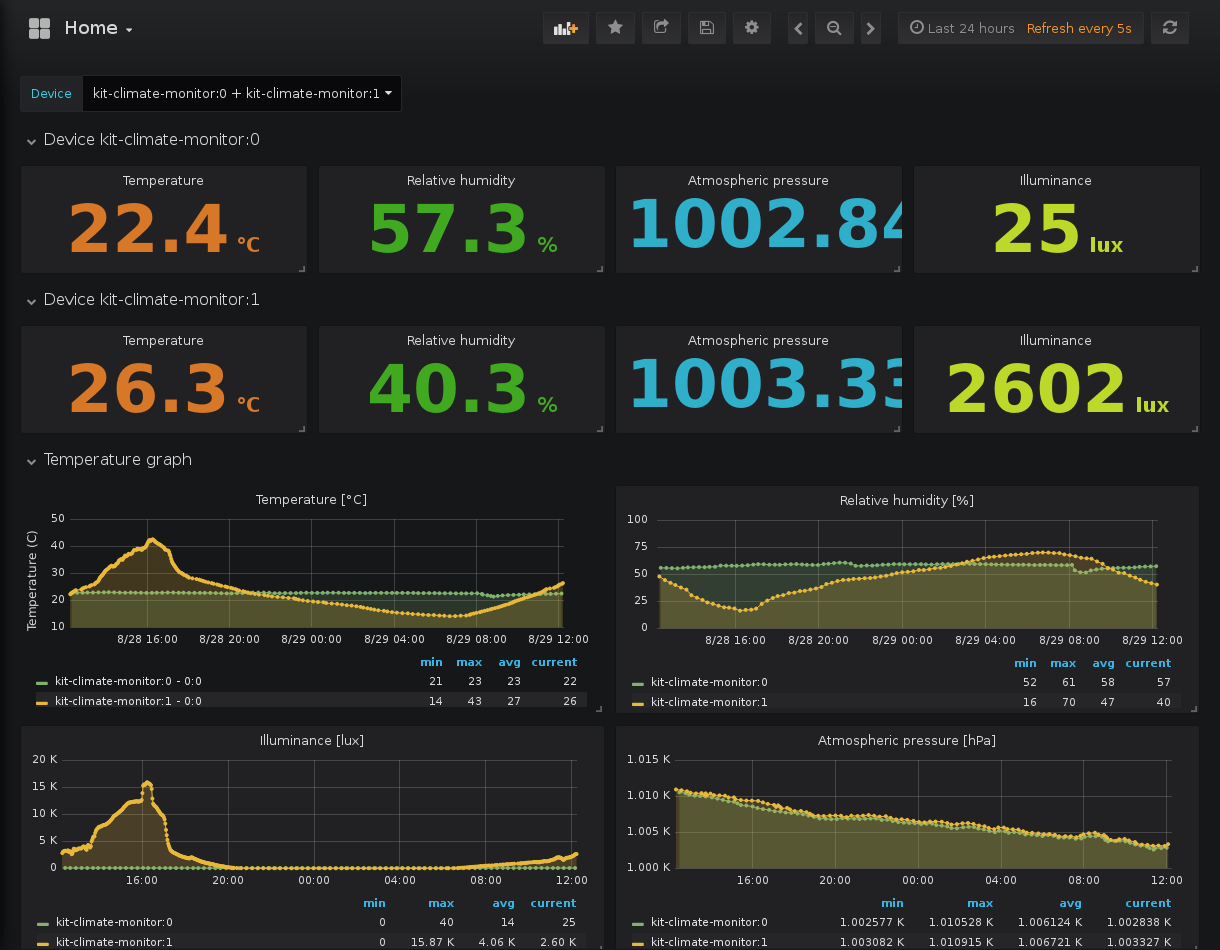 Home
Last 24 hours Refresh every 5s
Device kit-climate-monitor:0 + kit-climate-monitor:1
Device kit-climate-monitor:0
Temperature Relative humidity Atmospheric pressure Illuminance
22.4 °C 57.3 % 1002.84 25 lux
Device kit-climate-monitor:1
Temperature Relative humidity Atmospheric pressure Illuminance
26.3 °C 40.3 % 1003.33 2602 lux
Temperature graph
Temperature [°C]
Temperature (C)
50
40
30
20
10
8/28 16:00 8/28 20:00 8/29 00:00 8/29 04:00 8/29 08:00 8/29 12:00
min max avg current
kit-climate-monitor:0 - 0:0 21 23 23 22
kit-climate-monitor:1 - 0:0 14 43 27 26
Relative humidity [%]
100
75
50
25
0
8/28 16:00 8/28 20:00 8/29 00:00 8/29 04:00 8/29 08:00 8/29 12:00
min max avg current
kit-climate-monitor:0 52 61 58 57
kit-climate-monitor:1 16 70 47 40
Illuminance [lux]
20 K
15 K
10 K
5 K
0
16:00 20:00 00:00 04:00 08:00 12:00
min max avg current
kit-climate-monitor:0 0 40 14 25
kit-climate-monitor:1 0 15.87 K 4.06 K 2.60 K
Atmospheric pressure [hPa]
1.015 K
1.010 K
1.005 K
1.000 K
16:00 20:00 00:00 04:00 08:00 12:00
min max avg current
kit-climate-monitor:0 1.002577 K 1.010528 K 1.006124 K 1.002838 K
kit-climate-monitor:1 1.003082 K 1.010915 K 1.006721 K 1.003327 K